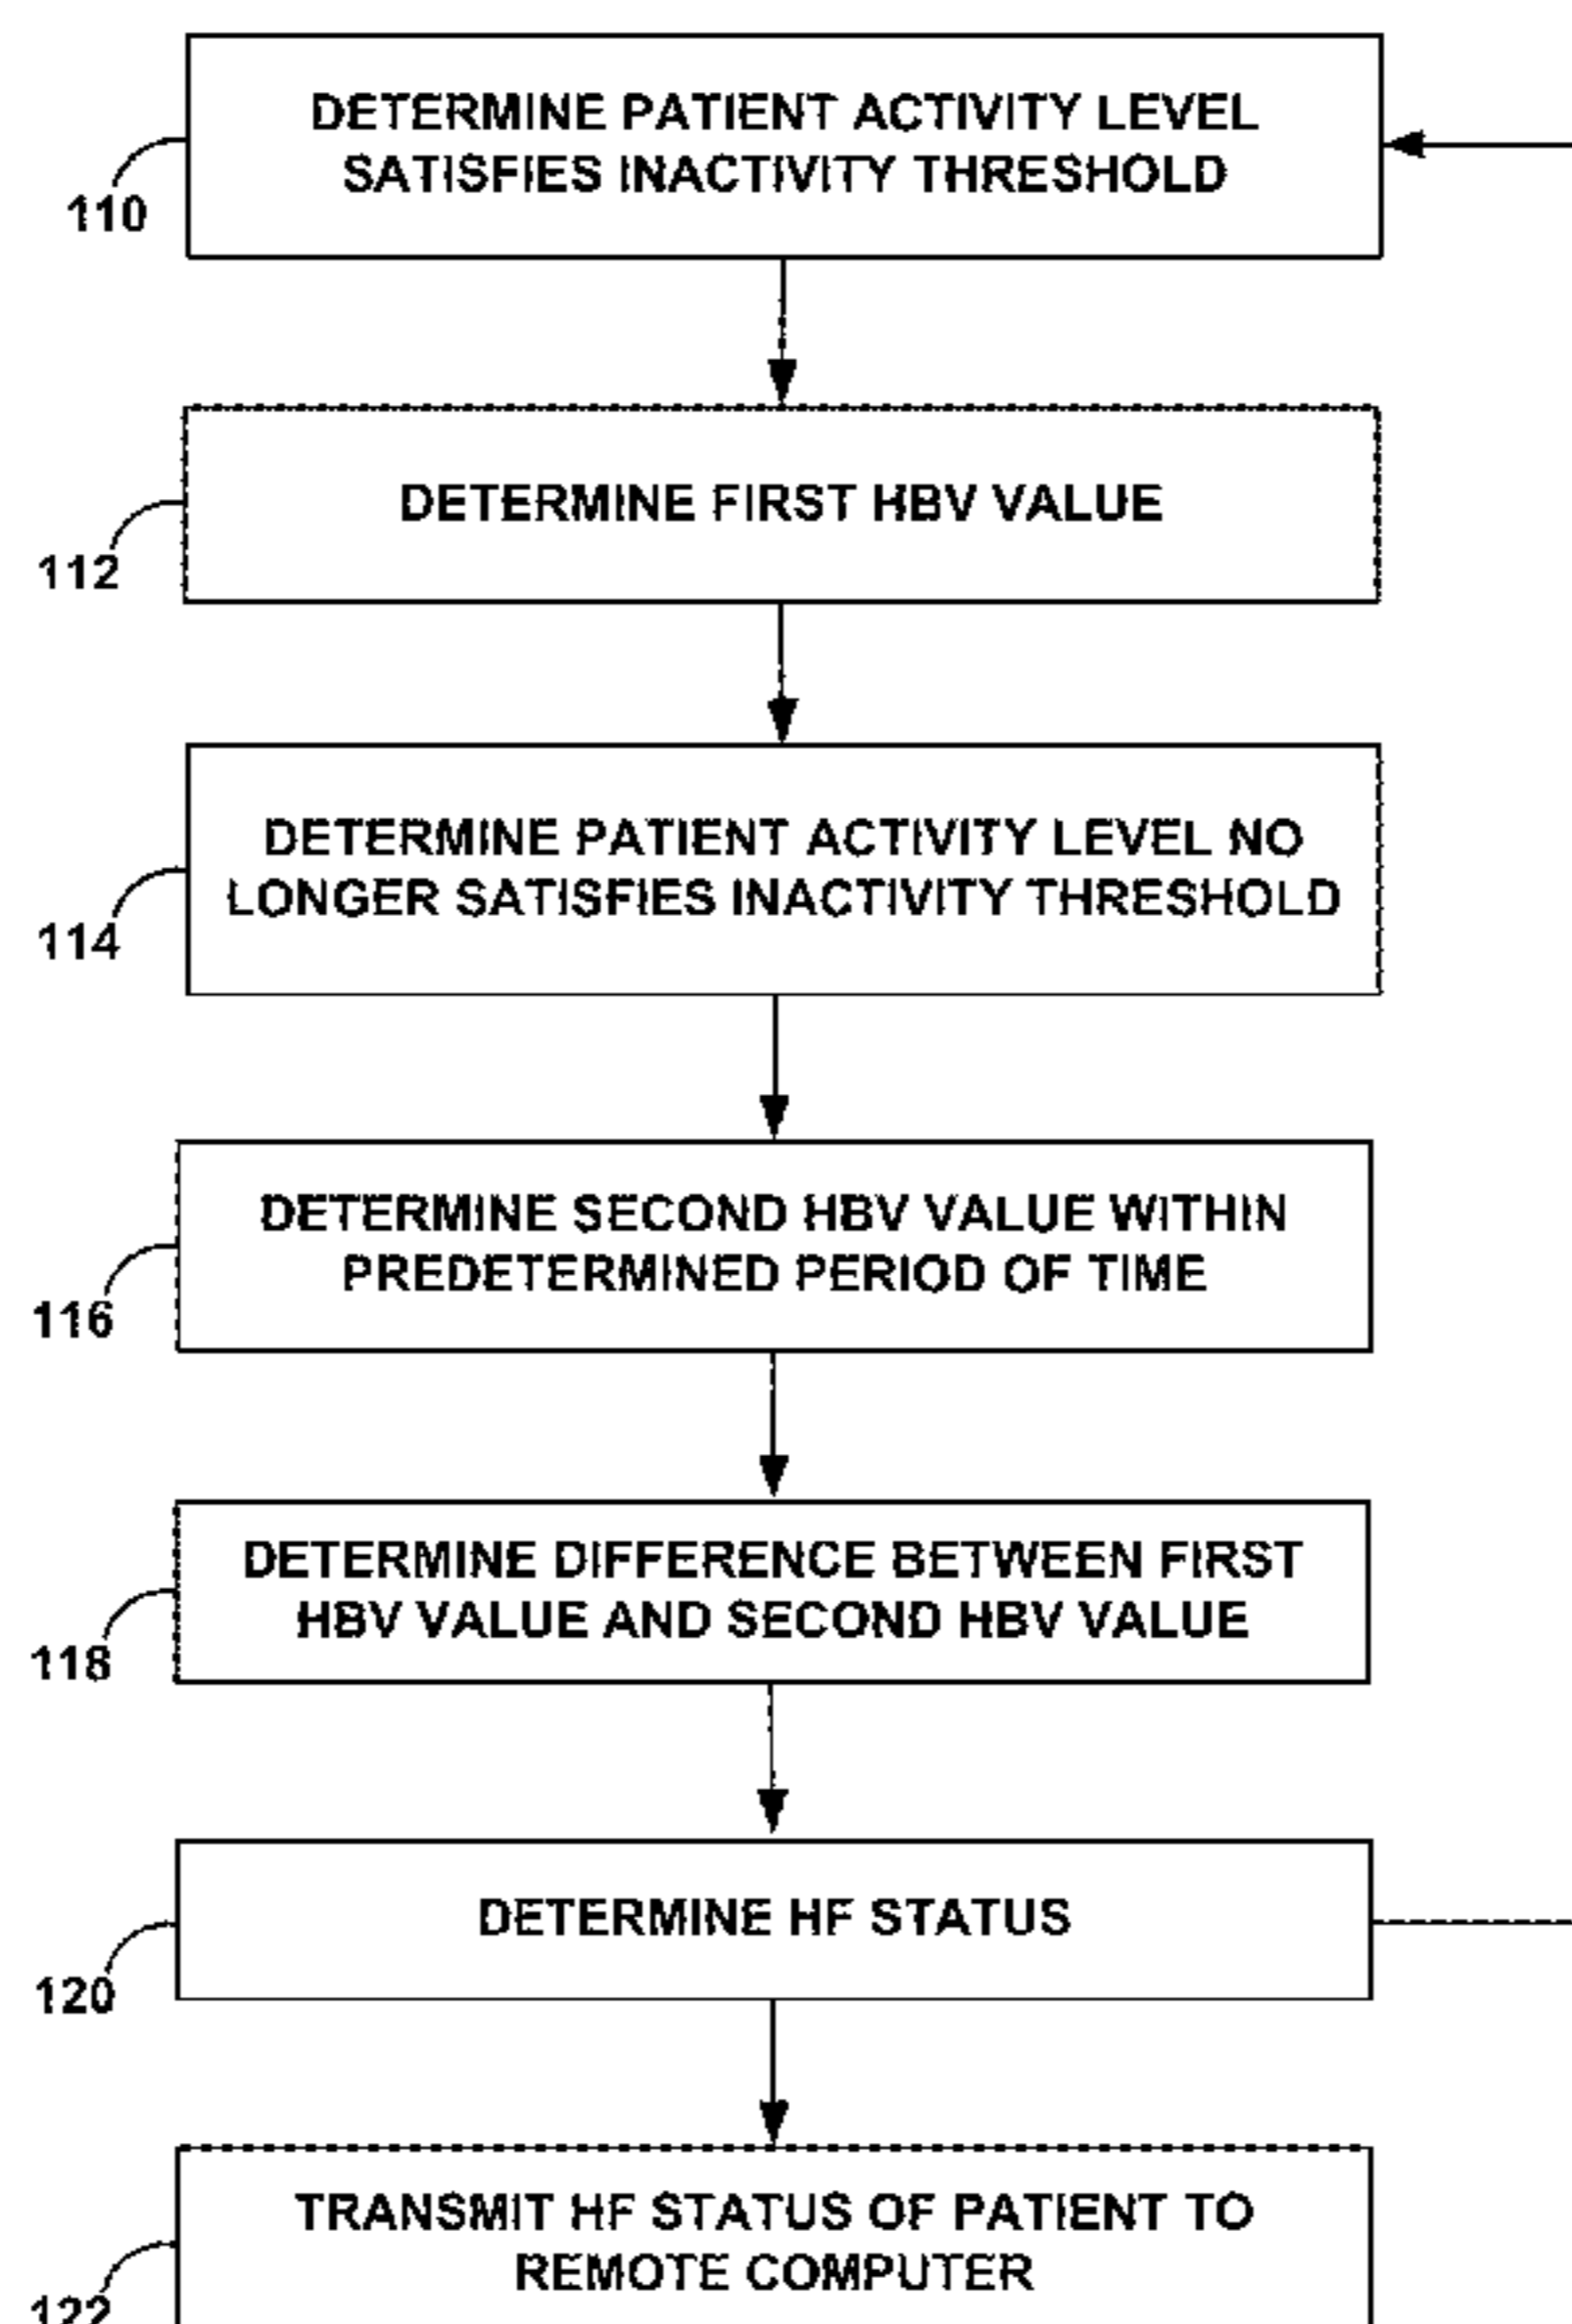 DETERMINE PATIENT ACTIVITY LEVEL
SATISFIES INACTIVITY THRESHOLD
110
DETERMINE FIRST HBV VALUE
112
DETERMINE PATIENT ACTIVITY LEVEL NO
LONGER SATISFIES INACTIVITY THRESHOLD
114
DETERMINE SECOND HBV VALUE WITHIN
PREDETERMINED PERIOD OF TIME
116
DETERMINE DIFFERENCE BETWEEN FIRST
HBV VALUE AND SECOND HBV VALUE
118
DETERMINE HF STATUS
120
TRANSMIT HF STATUS OF PATIENT TO
REMOTE COMPUTER
122